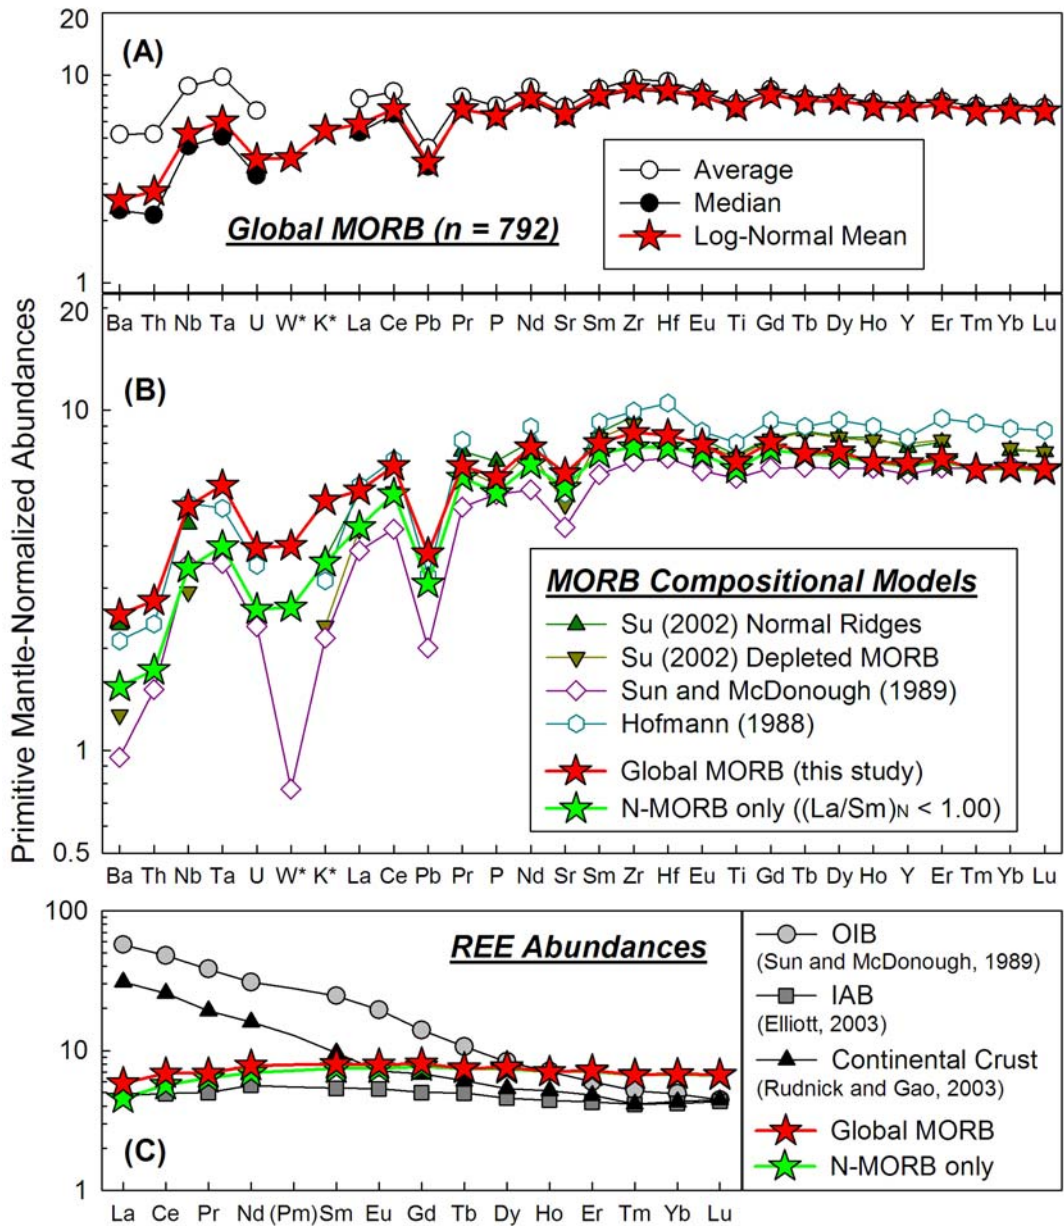 Primitive Mantle-Normalized Abundances
20
10
1
(A)
Global MORB (n = 792)
Average
Median
Log-Normal Mean
Ba Th Nb Ta U W* K* La Ce Pb Pr P Nd Sr Sm Zr Hf Eu Ti Gd Tb Dy Ho Y Er Tm Yb Lu
20
10
1
0.5
(B)
MORB Compositional Models
Su (2002) Normal Ridges
Su (2002) Depleted MORB
Sun and McDonough (1989)
Hofmann (1988)
Global MORB (this study)
N-MORB only ((La/Sm)N < 1.00)
Ba Th Nb Ta U W* K* La Ce Pb Pr P Nd Sr Sm Zr Hf Eu Ti Gd Tb Dy Ho Y Er Tm Yb Lu
100
10
1
REE Abundances
(C)
OIB
(Sun and McDonough, 1989)
IAB
(Elliott, 2003)
Continental Crust
(Rudnick and Gao, 2003)
Global MORB
N-MORB only
La Ce Pr Nd (Pm) Sm Eu Gd Tb Dy Ho Er Tm Yb Lu